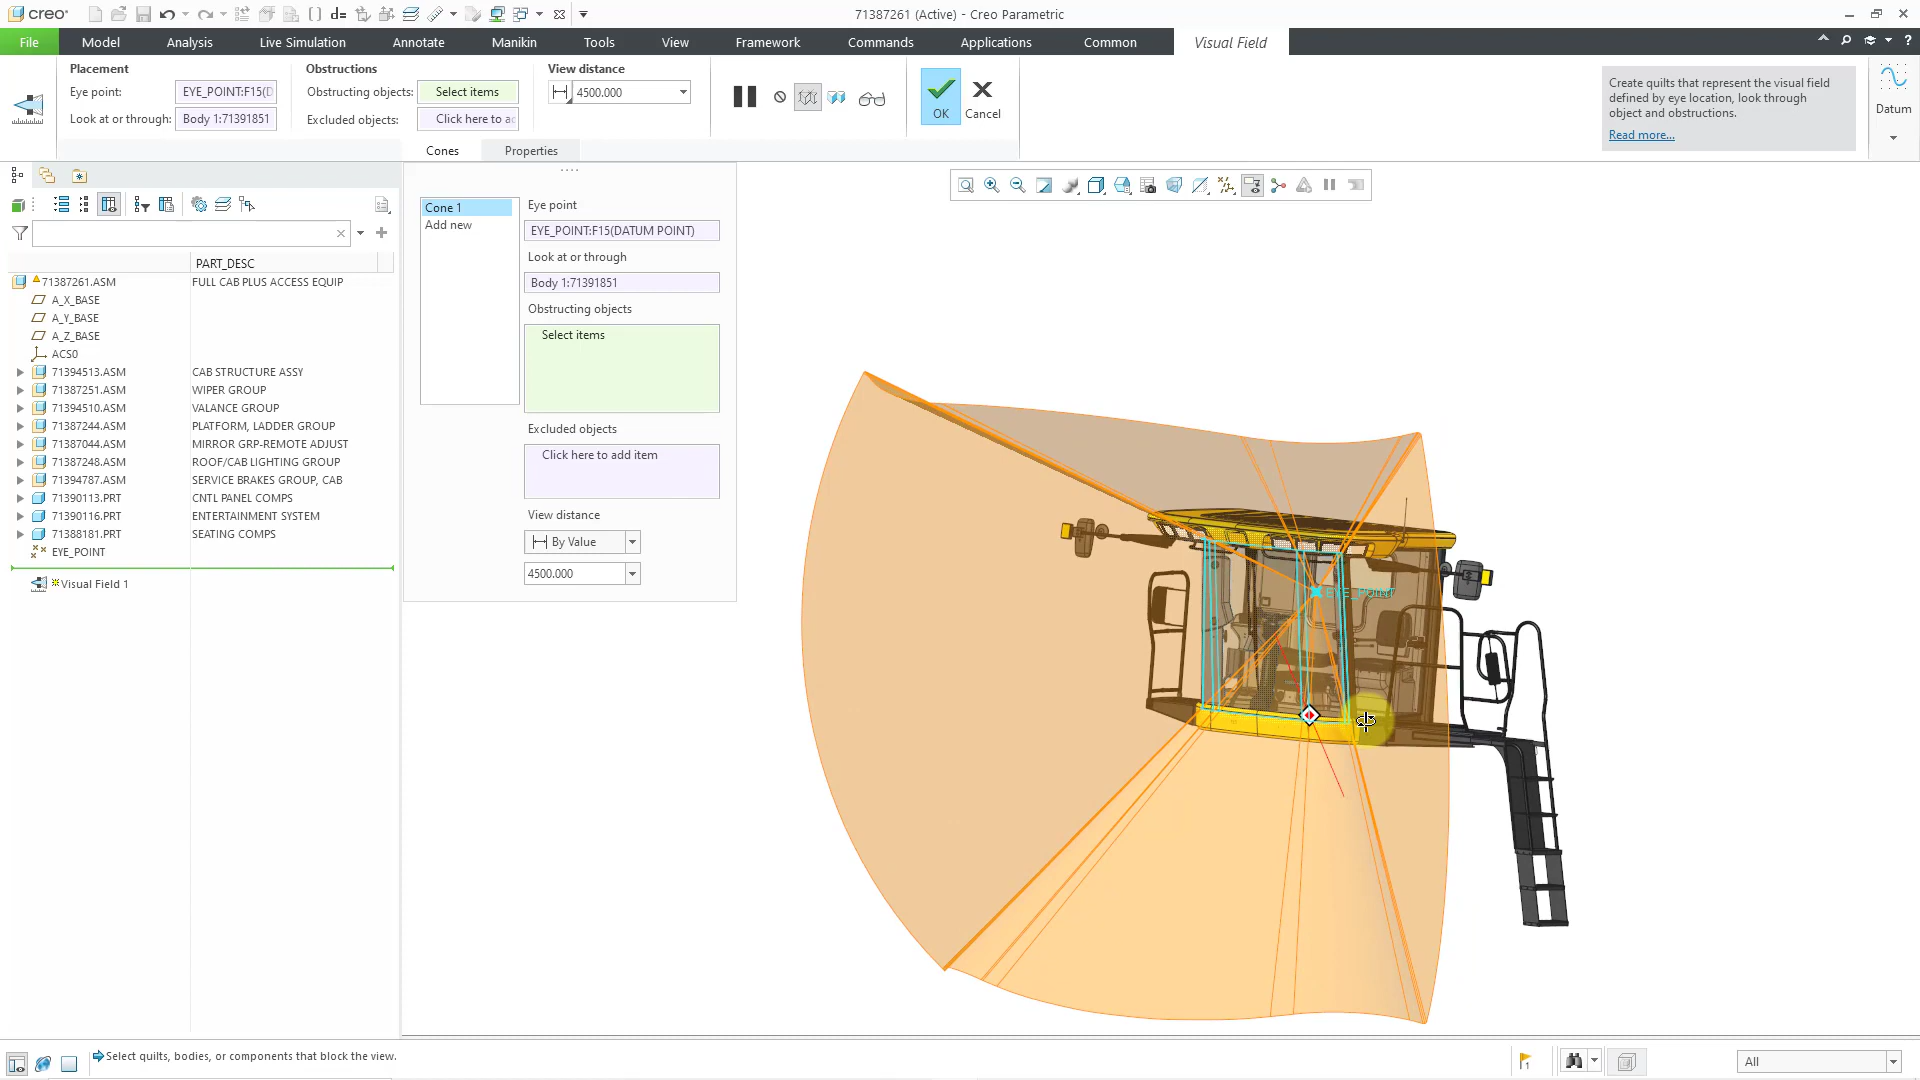 creo
d=
71387261 (Active) - Creo Parametric
File
Model
Analysis
Live Simulation
Annotate
Manikin
Tools
View
Framework
Commands
Applications
Common
Visual Field
?
Placement
Eye point:
EYE_POINT:F15(D
Look at or through:
Body 1:71391851
Obstructions
Obstructing objects:
Select items
Excluded objects:
Click here to ac
View distance
4500.000
OK
Cancel
Create quilts that represent the visual field
defined by eye location, look through
object and obstructions.
Read more...
Datum
Cones
Properties
Cone 1
Add new
Eye point
EYE_POINT:F15(DATUM POINT)
Look at or through
Body 1:71391851
Obstructing objects
Select items
Excluded objects
Click here to add item
View distance
By Value
4500.000
PART_DESC
71387261.ASM FULL CAB PLUS ACCESS EQUIP
A_X_BASE
A_Y_BASE
A_Z_BASE
ACS0
71394513.ASM CAB STRUCTURE ASSY
71387251.ASM WIPER GROUP
71394510.ASM VALANCE GROUP
71387244.ASM PLATFORM, LADDER GROUP
71387044.ASM MIRROR GRP-REMOTE ADJUST
71387248.ASM ROOF/CAB LIGHTING GROUP
71394787.ASM SERVICE BRAKES GROUP, CAB
71390113.PRT CNTL PANEL COMPS
71390116.PRT ENTERTAINMENT SYSTEM
71388181.PRT SEATING COMPS
EYE_POINT
Visual Field 1
EYE_POINT
Select quilts, bodies, or components that block the view.
1
All